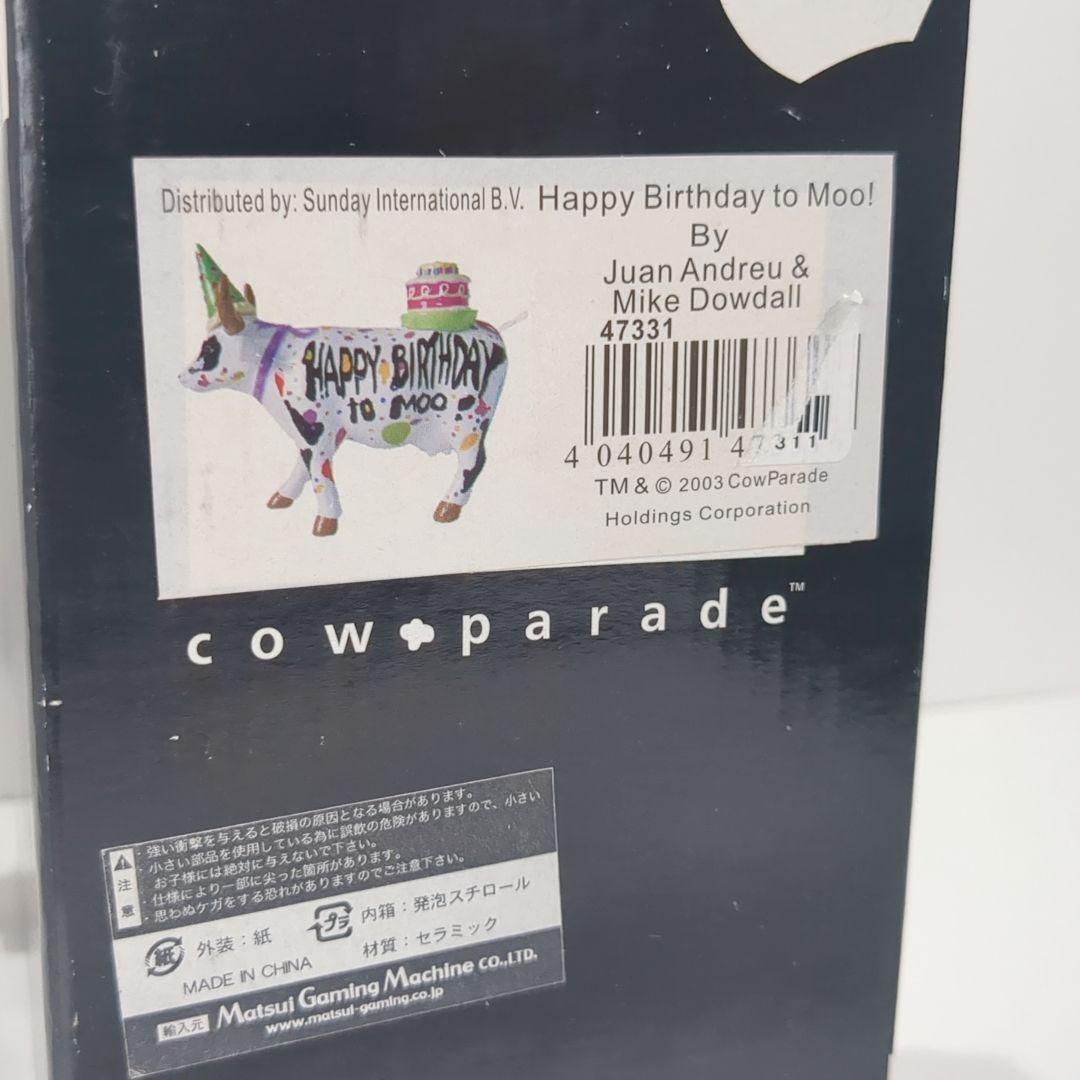 Distributed by: Sunday International B.V. Happy Birthday to Moo!
By
Juan Andreu &
Mike Dowdall
47331
HAPPY BIRTHDAY
to MOO
4 040491 47311
TM & © 2003 CowParade
Holdings Corporation
cow parade™
注意
・強い衝撃を与えると破損の原因となる場合があります。
・小さい部品を使用している為に誤飲の危険がありますので、小さい
お子様には絶対に与えないで下さい。
・仕様により一部に尖った箇所があります。
・思わぬケガをする恐れがありますのでご注意下さい。
紙 外装:紙 プラ 内箱:発泡スチロール
MADE IN CHINA 材質:セラミック
輸入元 Matsui Gaming Machine CO.,LTD.
www.matsui-gaming.co.jp